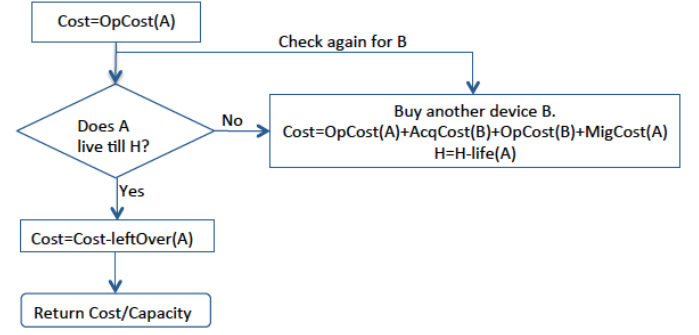 Cost=OpCost(A)
Check again for B
Does A
live till H?
No
Buy another device B.
Cost=OpCost(A)+AcqCost(B)+OpCost(B)+MigCost(A)
H=H-life(A)
Yes
Cost=Cost-leftOver(A)
Return Cost/Capacity